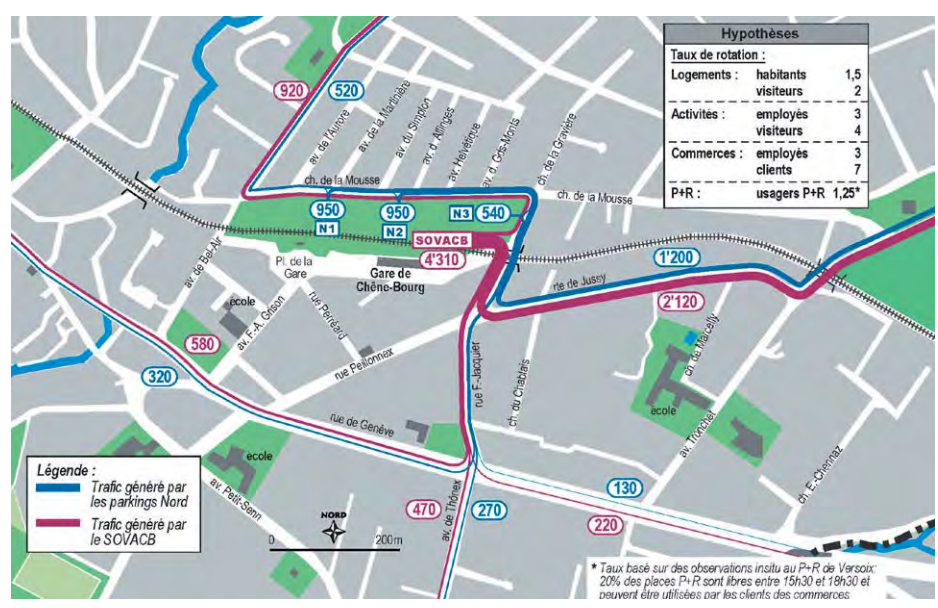 Hypothèses
Taux de rotation :
Logements : habitants 1,5
visiteurs 2
Activités : employés 3
visiteurs 4
Commerces : employés 3
clients 7
P+R : usagers P+R 1,25*
920
520
av. de l'Aurore
av. de la Martinière
av. du Simplon
av. d. Allinges
av. Helvétique
av. d. Gds-Monts
ch. de la Gravière
ch. de la Mousse
ch. de la Mousse
950
N1
950
N2
N3
540
SOVACB
4'310
av. de Bel-Air
Pl. de la
Gare
Gare de
Chêne-Bourg
1'200
rte de Jussy
2'120
école
av. F.-A. Grison
rue Perréard
580
320
rue Peillonnex
rue F.-Jacquier
ch. du Chablais
ch. de Marcelly
école
rue de Genève
av. Tronchet
école
av. Petit-Senn
ch. E.-Chennaz
Légende :
Trafic généré par
les parkings Nord
Trafic généré par
le SOVACB
NORD
0 200m
470
av. de Thônex
270
130
220
* Taux basé sur des observations insitu au P+R de Versoix:
20% des places P+R sont libres entre 15h30 et 18h30 et
peuvent être utilisées par les clients des commerces